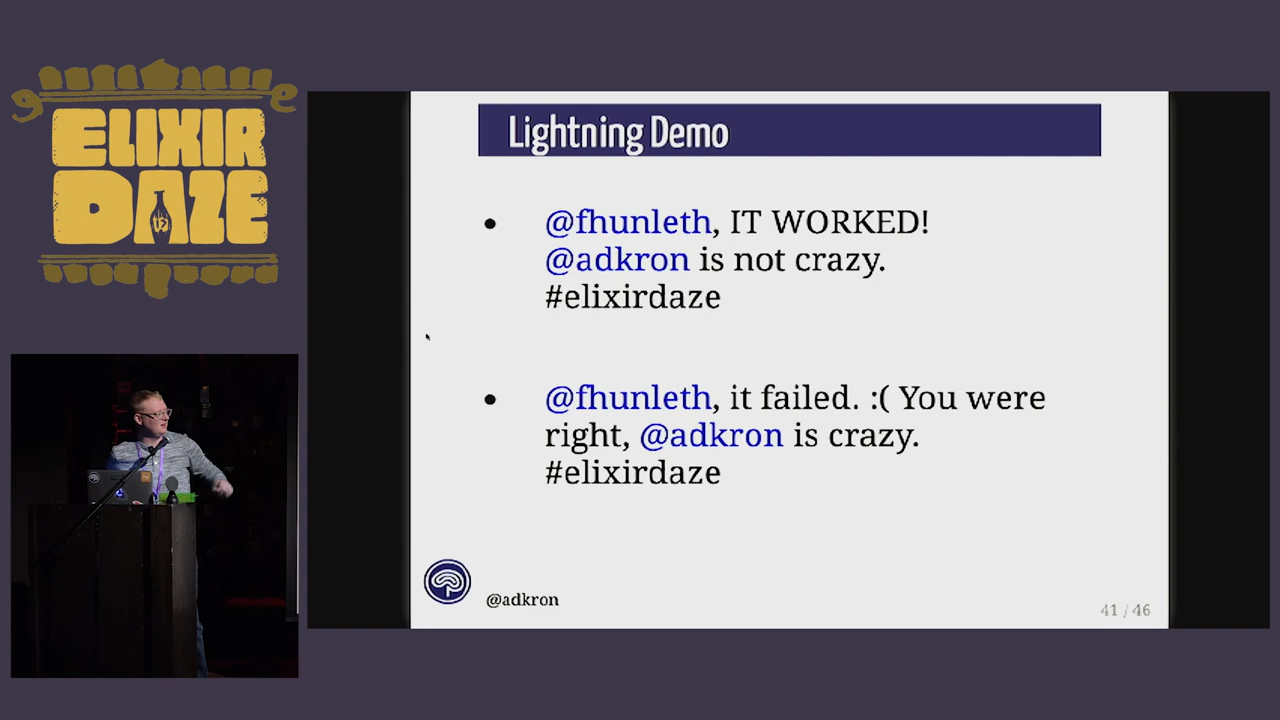 ELIXIR
DAZE
Lightning Demo
@fhunleth, IT WORKED!
@adkron is not crazy.
#elixirdaze
@fhunleth, it failed. :( You were
right, @adkron is crazy.
#elixirdaze
@adkron
41 / 46